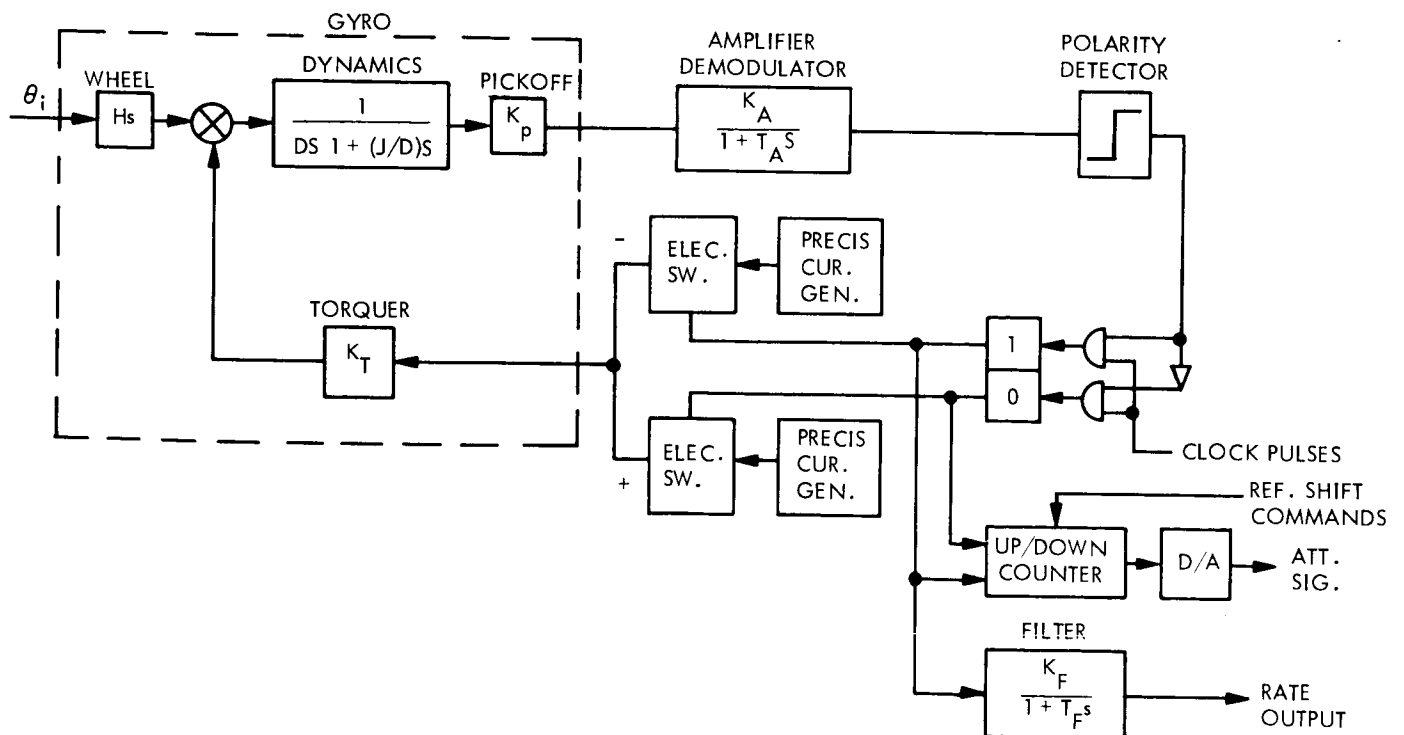 GYRO
WHEEL
θi
Hs
DYNAMICS
1
DS 1 + (J/D)S
PICKOFF
Kp
AMPLIFIER
DEMODULATOR
KA
1 + TAS
POLARITY
DETECTOR
-
ELEC.
SW.
PRECIS
CUR.
GEN.
TORQUER
KT
1
0
+
ELEC.
SW.
PRECIS
CUR.
GEN.
CLOCK PULSES
REF. SHIFT
COMMANDS
UP/DOWN
COUNTER
D/A
ATT.
SIG.
FILTER
KF
1 + TFs
RATE
OUTPUT